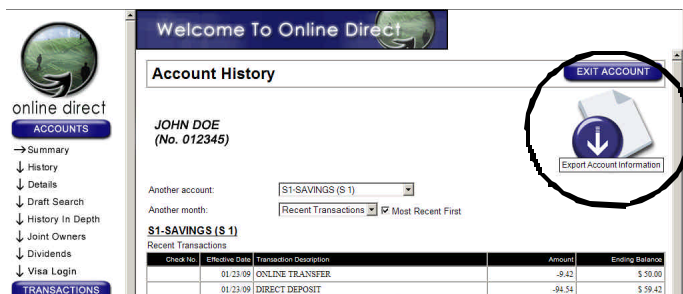 Welcome To Online Direct
Account History
EXIT ACCOUNT
online direct
ACCOUNTS
Summary
History
Details
Draft Search
History In Depth
Joint Owners
Dividends
Visa Login
TRANSACTIONS
JOHN DOE
(No. 012345)
Export Account Information
Another account: S1-SAVINGS (S 1)
Another month: Recent Transactions Most Recent First
S1-SAVINGS (S 1)
Recent Transactions
Check No. Effective Date Transaction Description Amount Ending Balance
01/23/09 ONLINE TRANSFER -9.42 $ 50.00
01/23/09 DIRECT DEPOSIT -94.54 $ 59.42